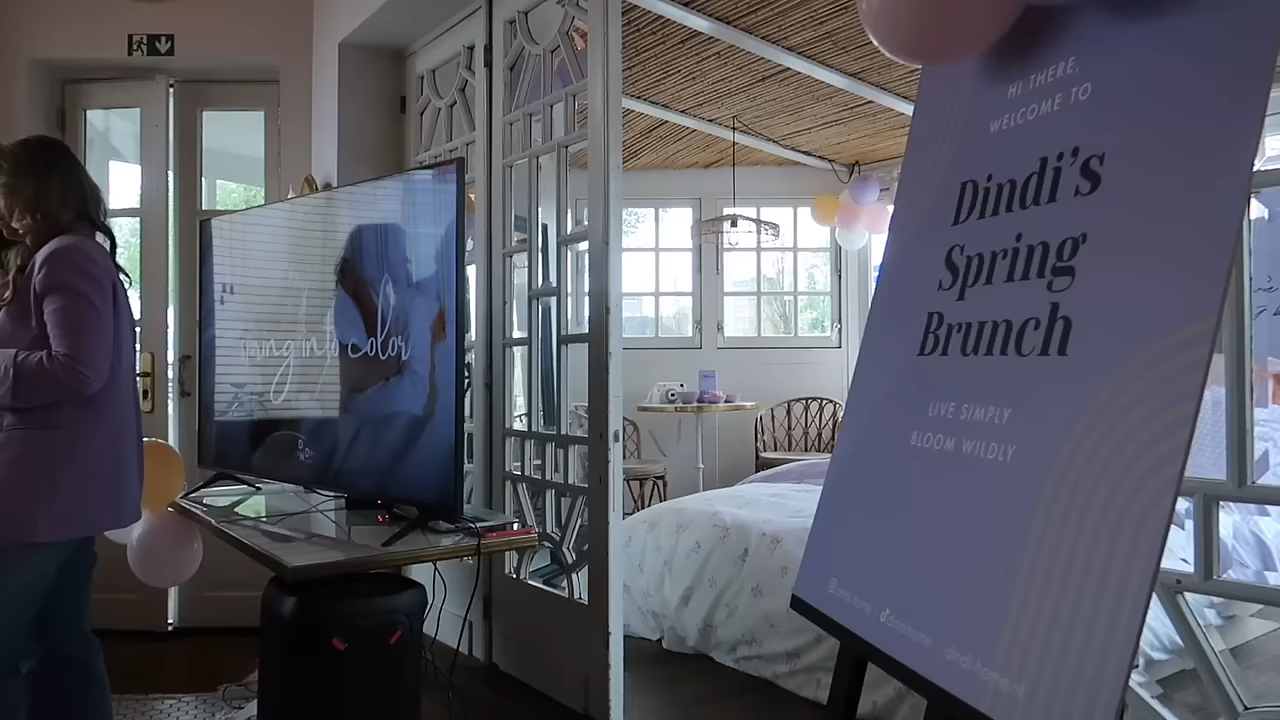 spring into color
HI THERE,
WELCOME TO
Dindi's
Spring
Brunch
LIVE SIMPLY
BLOOM WILDLY